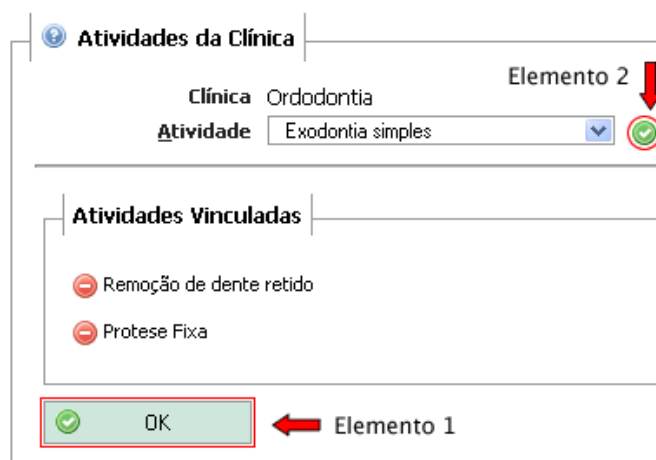 Atividades da Clínica
Elemento 2
Clínica Ordodontia
Atividade Exodontia simples
Atividades Vinculadas
Remoção de dente retido
Protese Fixa
OK
Elemento 1